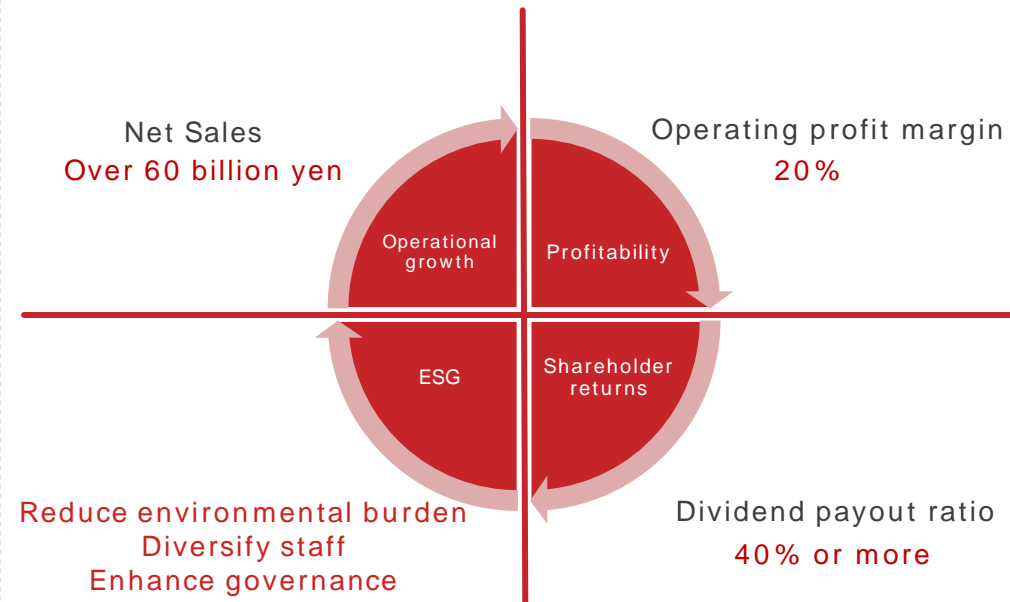 Net Sales
Over 60 billion yen
Operating profit margin
20%
Operational
growth
Profitability
ESG
Shareholder
returns
Reduce environmental burden
Diversify staff
Enhance governance
Dividend payout ratio
40% or more